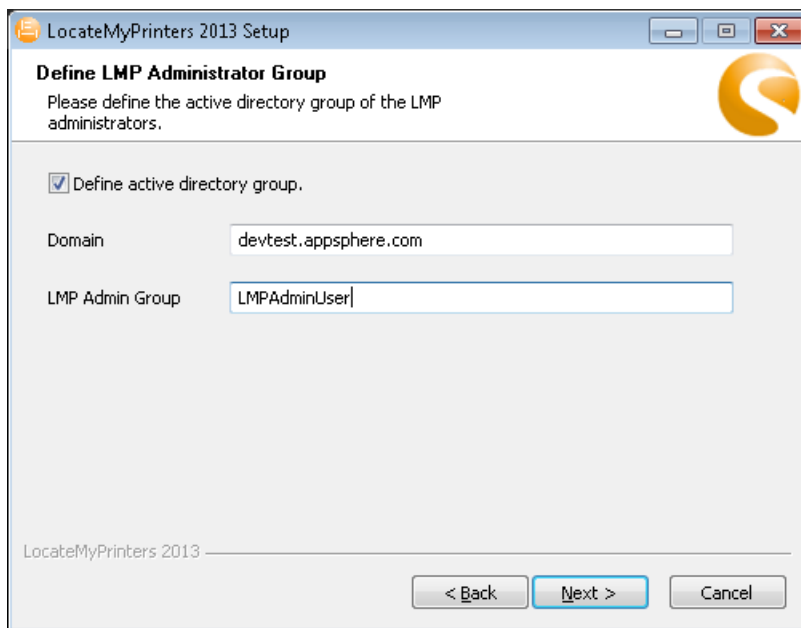 LocateMyPrinters 2013 Setup
Define LMP Administrator Group
Please define the active directory group of the LMP
administrators.
Define active directory group.
Domain devtest.appsphere.com
LMP Admin Group LMPAdminUser
LocateMyPrinters 2013
< Back Next > Cancel